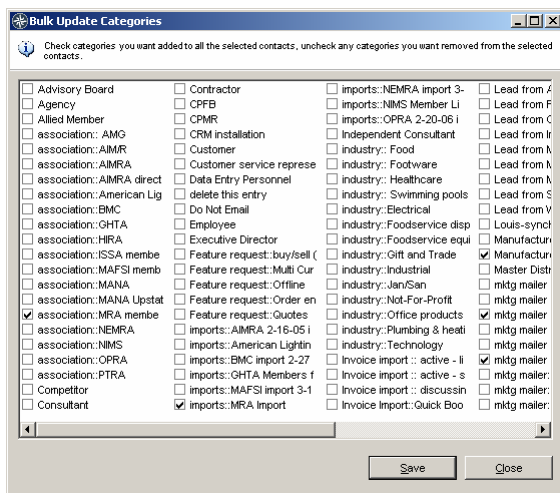 Bulk Update Categories
Check categories you want added to all the selected contacts, uncheck any categories you want removed from the selected
contacts.
Advisory Board
Agency
Allied Member
association:: AMG
association::AIM/R
association::AIMRA
association::AIMRA direct
association::American Lig
association::BMC
association::GHTA
association::HIRA
association::ISSA membe
association::MAFSI memb
association::MANA
association::MANA Upstat
association::MRA membe
association::NEMRA
association::NIMS
association::OPRA
association::PTRA
Competitor
Consultant
Contractor
CPFB
CPMR
CRM installation
Customer
Customer service represe
Data Entry Personnel
delete this entry
Do Not Email
Employee
Executive Director
Feature request::buy/sell (
Feature request::Multi Cur
Feature request::Offline
Feature request::Order en
Feature request::Quotes
imports::AIMRA 2-16-05 i
imports::American Lightin
imports::BMC import 2-27
imports::GHTA Members f
imports::MAFSI import 3-1
imports::MRA Import
imports::NEMRA import 3-
imports::NIMS Member Li
imports::OPRA 2-20-06 i
Independent Consultant
industry:: Food
industry:: Footware
industry:: Healthcare
industry:: Swimming pools
industry::Electrical
industry::Foodservice disp
industry::Foodservice equi
industry::Gift and Trade
industry::Industrial
industry::Jan/San
industry::Not-For-Profit
industry::Office products
industry::Plumbing & heati
industry::Technology
Invoice import :: active - li
Invoice import :: active - s
Invoice import :: discussin
Invoice Import::Quick Boo
Lead from
Lead from
Lead from
Lead from
Lead from
Lead from
Lead from
Lead from
Lead from
Louis-synch
Manufacture
Manufacture
Master Dist
mktg mailer
mktg mailer
mktg mailer
mktg mailer
mktg mailer
mktg mailer
mktg mailer:
mktg mailer:
mktg mailer:
Save
Close